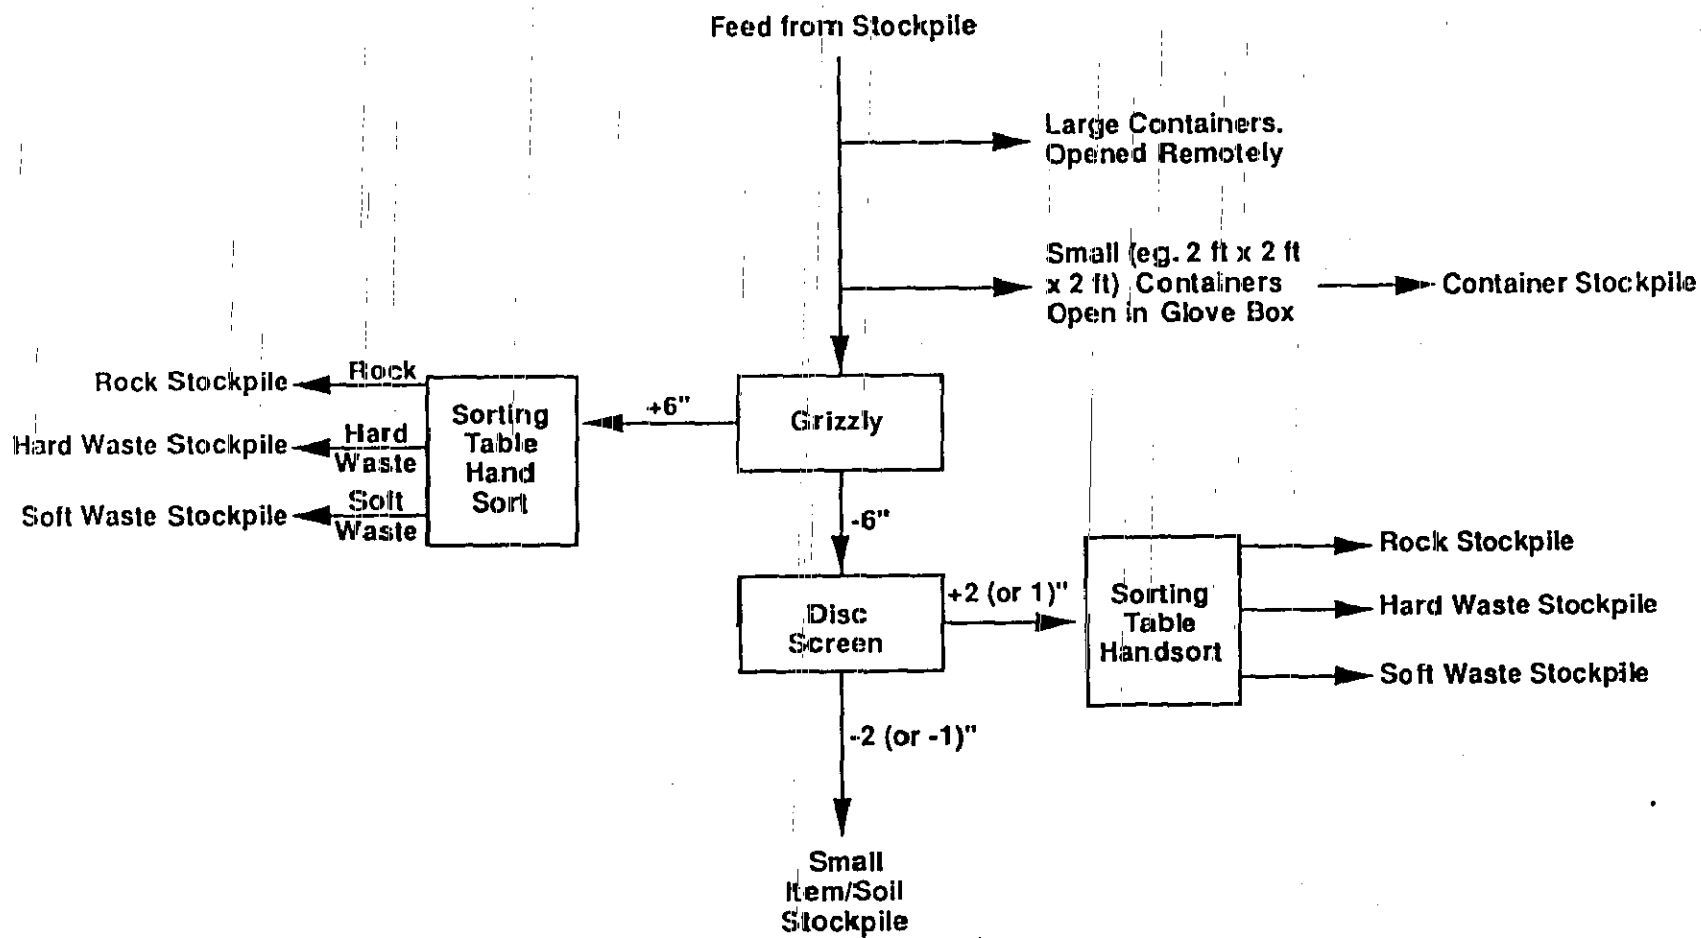 Feed from Stockpile
Large Containers.
Opened Remotely
Small (eg. 2 ft x 2 ft
x 2 ft) Containers
Open in Glove Box
Container Stockpile
Rock Stockpile
Rock
Hard Waste Stockpile
Hard
Waste
Soft Waste Stockpile
Soft
Waste
Sorting
Table
Hand
Sort
+6"
Grizzly
-6"
Disc
Screen
+2 (or 1)"
Sorting
Table
Handsort
Rock Stockpile
Hard Waste Stockpile
Soft Waste Stockpile
-2 (or -1)"
Small
Item/Soil
Stockpile